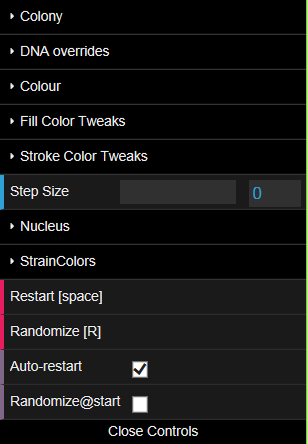 Colony
DNA overrides
Colour
Fill Color Tweaks
Stroke Color Tweaks
Step Size 0
Nucleus
StrainColors
Restart [space]
Randomize [R]
Auto-restart
Randomize@start
Close Controls